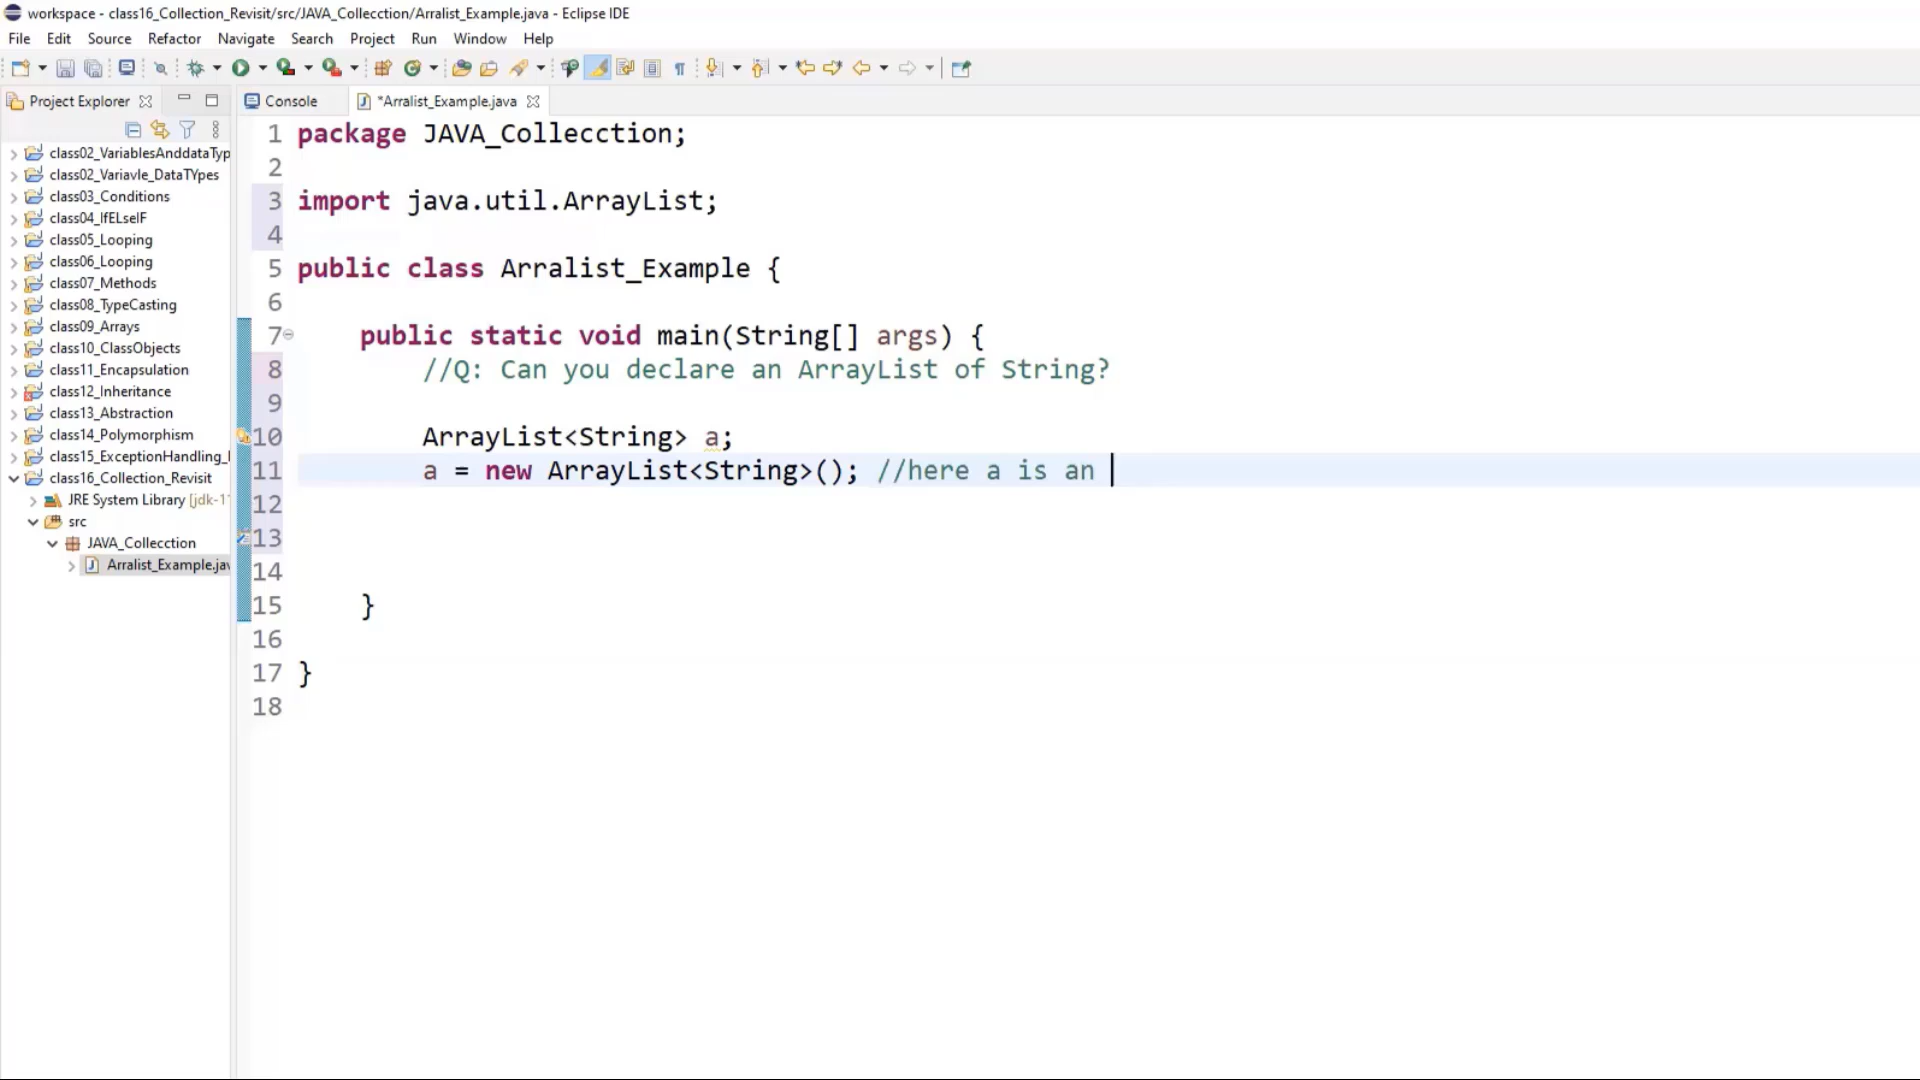 workspace - class16_Collection_Revisit/src/JAVA_Collecction/Arralist_Example.java - Eclipse IDE
File Edit Source Refactor Navigate Search Project Run Window Help
Project Explorer
Console *Arralist_Example.java
class02_VariablesAnddataTyp
class02_Variavle_DataTYpes
class03_Conditions
class04_IfELseIF
class05_Looping
class06_Looping
class07_Methods
class08_TypeCasting
class09_Arrays
class10_ClassObjects
class11_Encapsulation
class12_Inheritance
class13_Abstraction
class14_Polymorphism
class15_ExceptionHandling_
class16_Collection_Revisit
JRE System Library [jdk-1
src
JAVA_Collecction
Arralist_Example.jav
1 package JAVA_Collecction;
2
3 import java.util.ArrayList;
4
5 public class Arralist_Example {
6
7 public static void main(String[] args) {
8 //Q: Can you declare an ArrayList of String?
9
10 ArrayList<String> a;
11 a = new ArrayList<String>(); //here a is an
12
13
14
15 }
16
17 }
18